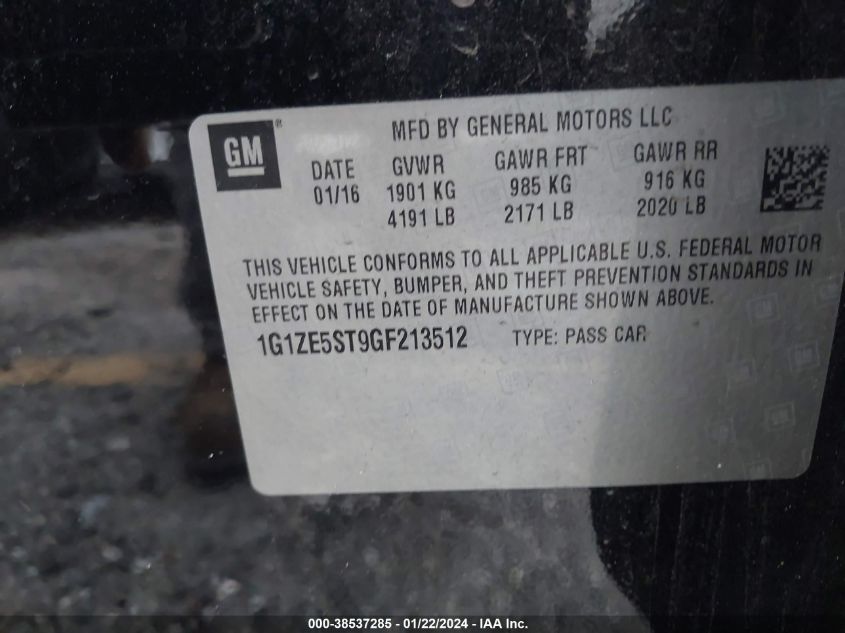 GM®
MFD BY GENERAL MOTORS LLC
DATE GVWR GAWR FRT GAWR RR
01/16 1901 KG 985 KG 916 KG
4191 LB 2171 LB 2020 LB
THIS VEHICLE CONFORMS TO ALL APPLICABLE U.S. FEDERAL MOTOR
VEHICLE SAFETY, BUMPER, AND THEFT PREVENTION STANDARDS IN
EFFECT ON THE DATE OF MANUFACTURE SHOWN ABOVE.
1G1ZE5ST9GF213512 TYPE: PASS CAR
000-38537285 - 01/22/2024 - IAA Inc.